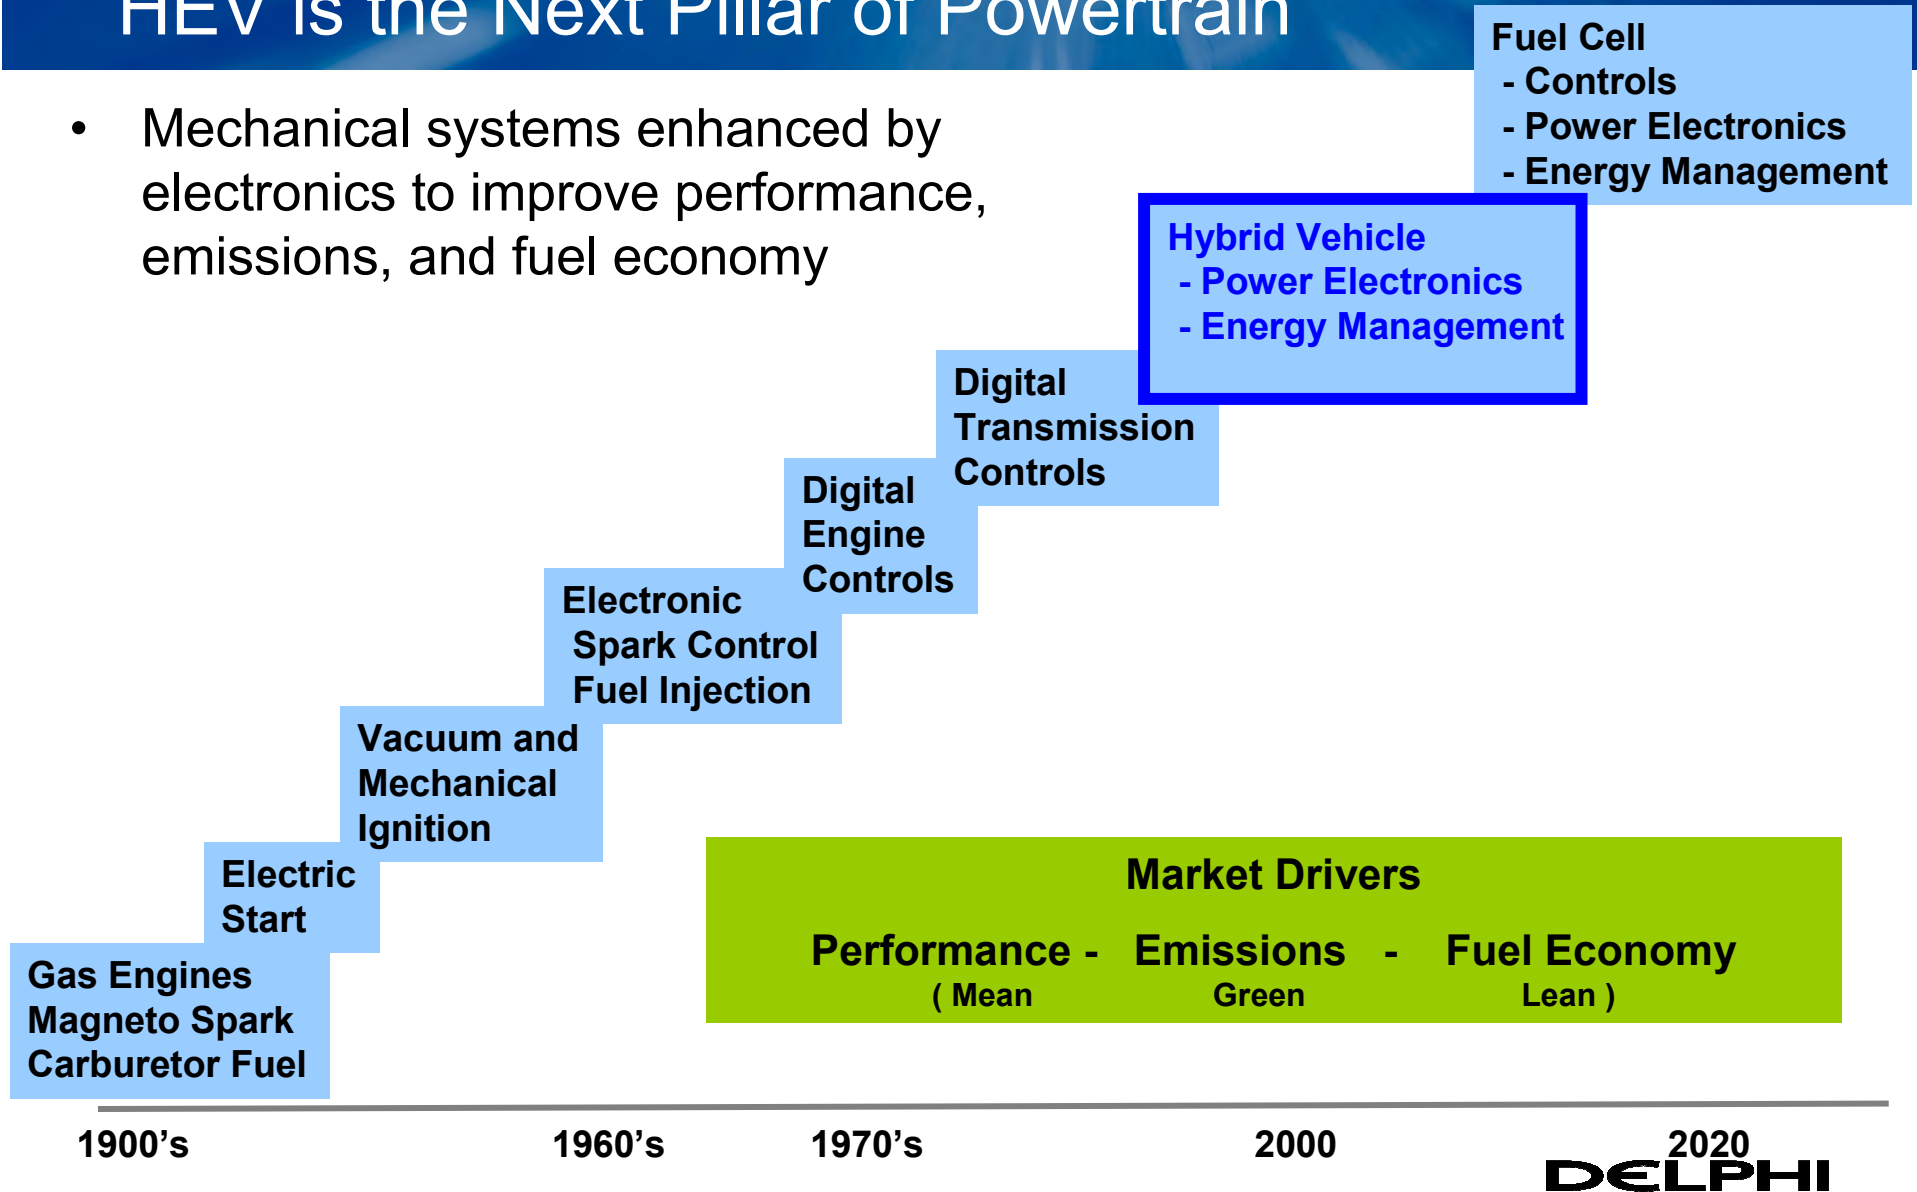 HEV is the Next Pillar of Powertrain
• Mechanical systems enhanced by
electronics to improve performance,
emissions, and fuel economy
Fuel Cell
- Controls
- Power Electronics
- Energy Management
Hybrid Vehicle
- Power Electronics
- Energy Management
Digital
Transmission
Controls
Digital
Engine
Controls
Electronic
Spark Control
Fuel Injection
Vacuum and
Mechanical
Ignition
Electric
Start
Gas Engines
Magneto Spark
Carburetor Fuel
Market Drivers
Performance - Emissions - Fuel Economy
( Mean Green Lean )
1900's 1960's 1970's 2000 2020
DELPHI